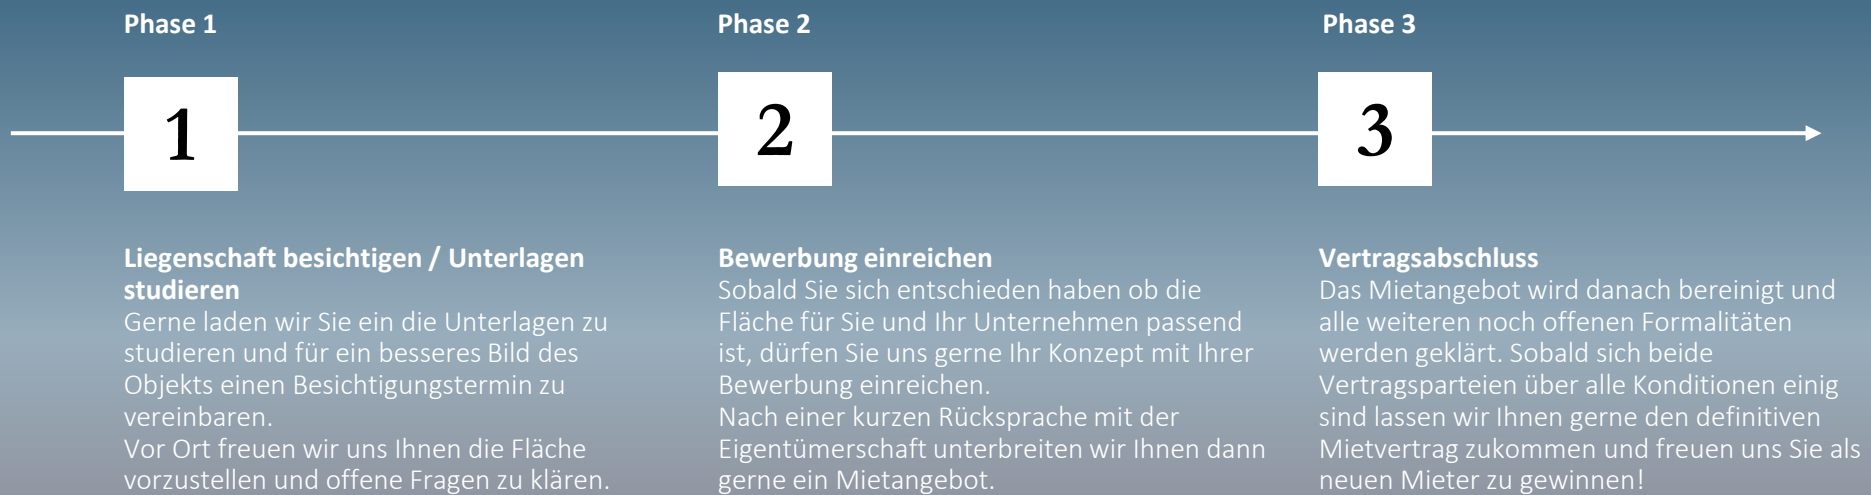 Phase 1
Phase 2
Phase 3
1
2
3
Liegenschaft besichtigen / Unterlagen
studieren
Gerne laden wir Sie ein die Unterlagen zu
studieren und für ein besseres Bild des
Objekts einen Besichtigungstermin zu
vereinbaren.
Vor Ort freuen wir uns Ihnen die Fläche
vorzustellen und offene Fragen zu klären.
Bewerbung einreichen
Sobald Sie sich entschieden haben ob die
Fläche für Sie und Ihr Unternehmen passend
ist, dürfen Sie uns gerne Ihr Konzept mit Ihrer
Bewerbung einreichen.
Nach einer kurzen Rücksprache mit der
Eigentümerschaft unterbreiten wir Ihnen dann
gerne ein Mietangebot.
Vertragsabschluss
Das Mietangebot wird danach bereinigt und
alle weiteren noch offenen Formalitäten
werden geklärt. Sobald sich beide
Vertragsparteien über alle Konditionen einig
sind lassen wir Ihnen gerne den definitiven
Mietvertrag zukommen und freuen uns Sie als
neuen Mieter zu gewinnen!